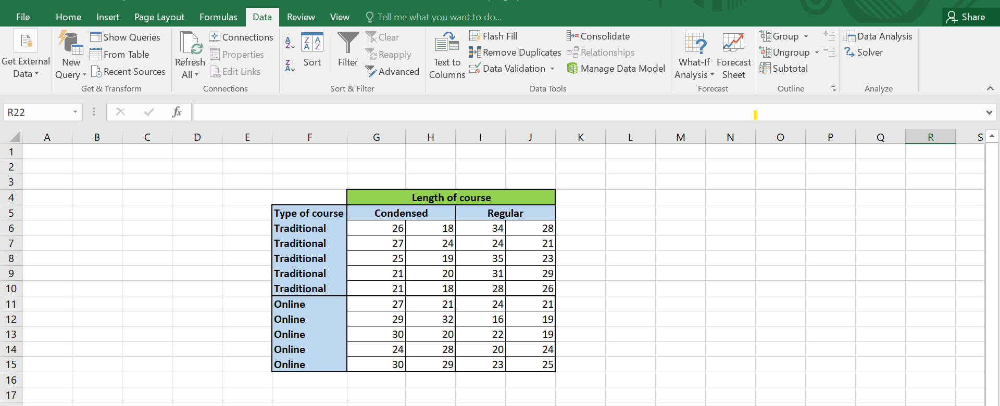 File Home Insert Page Layout Formulas Data Review View Tell me what you want to do... Share
Get External Data
New Query
Show Queries
From Table
Recent Sources
Get & Transform
Refresh All
Connections
Properties
Edit Links
Connections
Sort
Filter
Clear
Reapply
Advanced
Sort & Filter
Text to Columns
Flash Fill
Remove Duplicates
Data Validation
Consolidate
Relationships
Manage Data Model
Data Tools
What-If Analysis
Forecast Sheet
Forecast
Group
Ungroup
Subtotal
Outline
Data Analysis
Solver
Analyze
R22 fx
A B C D E F G H I J K L M N O P Q R S
1
2
3
4 Length of course
5 Type of course Condensed Regular
6 Traditional 26 18 34 28
7 Traditional 27 24 24 21
8 Traditional 25 19 35 23
9 Traditional 21 20 31 29
10 Traditional 21 18 28 26
11 Online 27 21 24 21
12 Online 29 32 16 19
13 Online 30 20 22 19
14 Online 24 28 20 24
15 Online 30 29 23 25
16
17